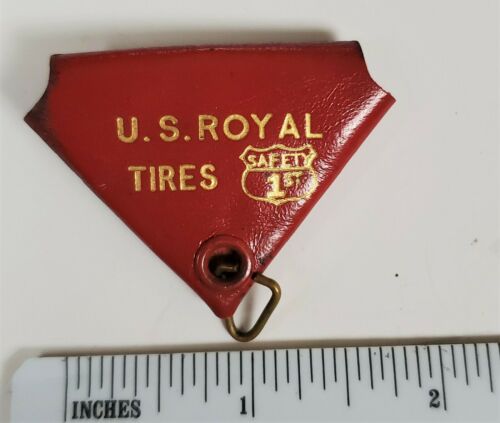 U.S. ROYAL
TIRES
SAFETY
1ST
INCHES 1 2